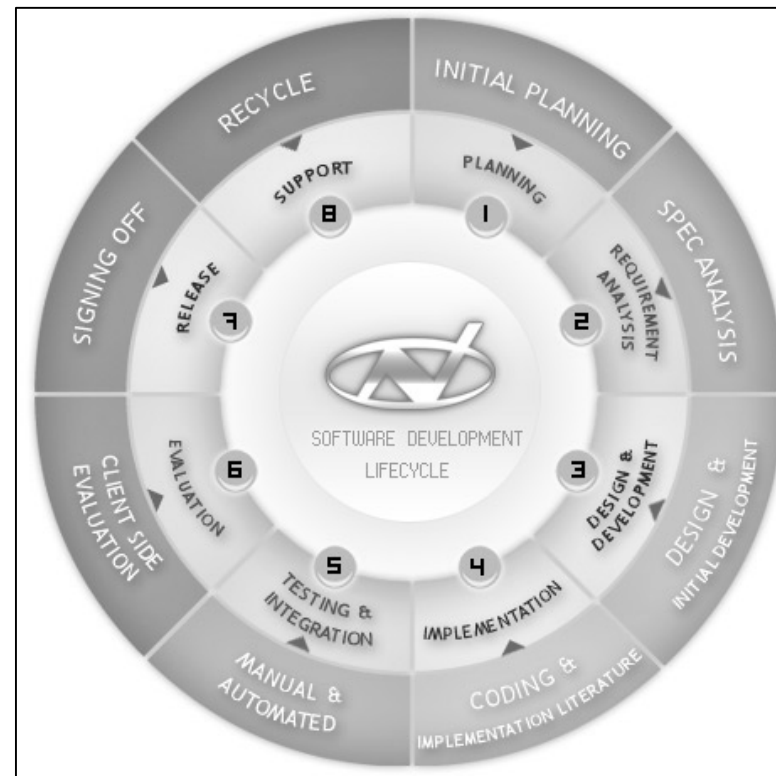 INITIAL PLANNING
PLANNING
1
SPEC ANALYSIS
REQUIREMENT
ANALYSIS
2
DESIGN &
INITIAL DEVELOPMENT
DESIGN &
DEVELOPMENT
3
CODING &
IMPLEMENTATION LITERATURE
IMPLEMENTATION
4
MANUAL &
AUTOMATED
TESTING &
INTEGRATION
5
CLIENT SIDE
EVALUATION
EVALUATION
6
SIGNING OFF
RELEASE
7
RECYCLE
SUPPORT
8
SOFTWARE DEVELOPMENT
LIFECYCLE